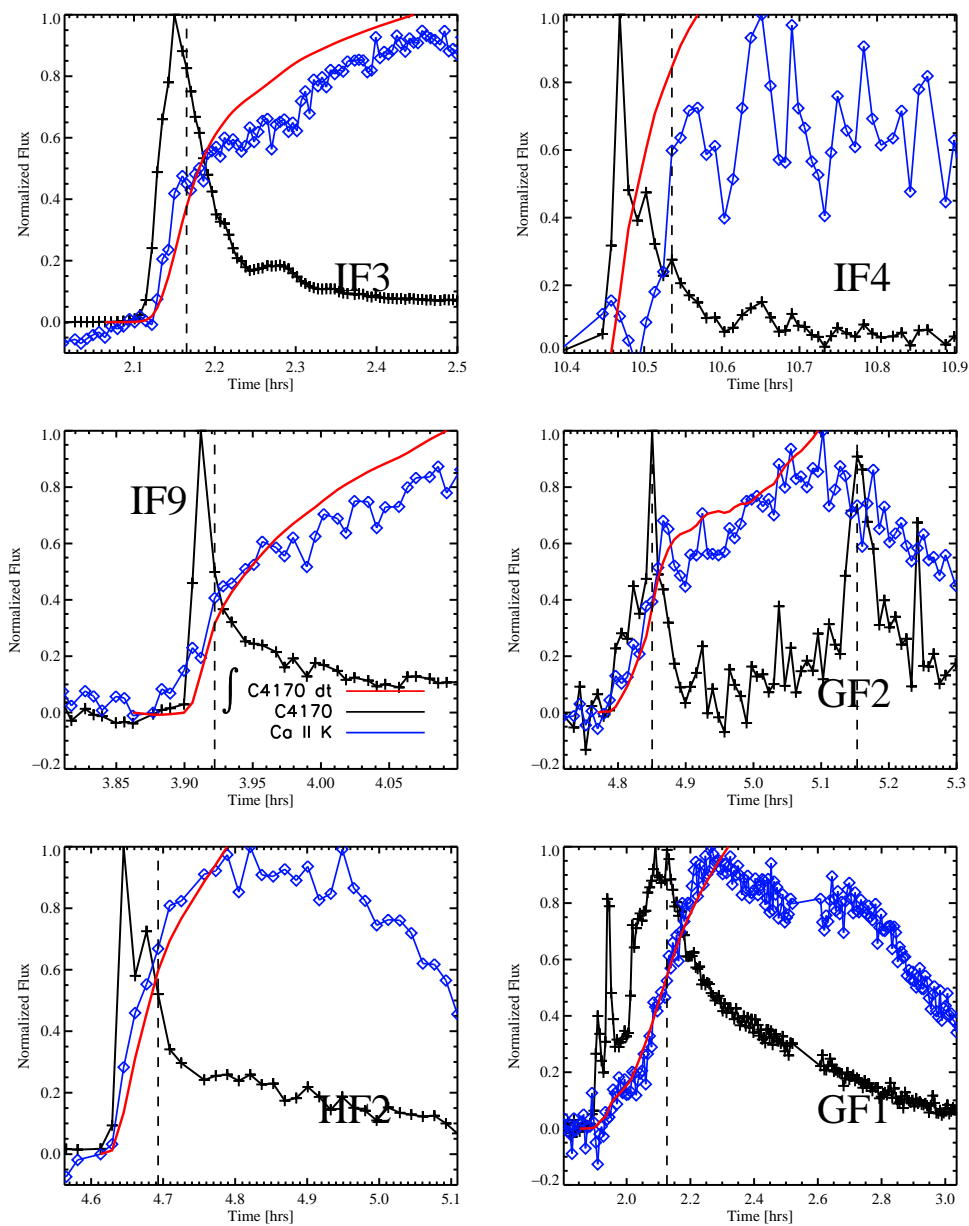 1.0
0.8
0.6
0.4
0.2
0.0
Normalized Flux
IF3
2.1 2.2 2.3 2.4 2.5
Time [hrs]
1.0
0.8
0.6
0.4
0.2
0.0
Normalized Flux
IF4
10.4 10.5 10.6 10.7 10.8 10.9
Time [hrs]
1.0
0.8
0.6
0.4
0.2
0.0
Normalized Flux
IF9
∫ C4170 dt
C4170
Ca II K
3.85 3.90 3.95 4.00 4.05
Time [hrs]
1.0
0.8
0.6
0.4
0.2
0.0
−0.2
Normalized Flux
GF2
4.8 4.9 5.0 5.1 5.2 5.3
Time [hrs]
1.0
0.8
0.6
0.4
0.2
0.0
Normalized Flux
HF2
4.6 4.7 4.8 4.9 5.0 5.1
Time [hrs]
1.0
0.8
0.6
0.4
0.2
0.0
−0.2
Normalized Flux
GF1
2.0 2.2 2.4 2.6 2.8 3.0
Time [hrs]